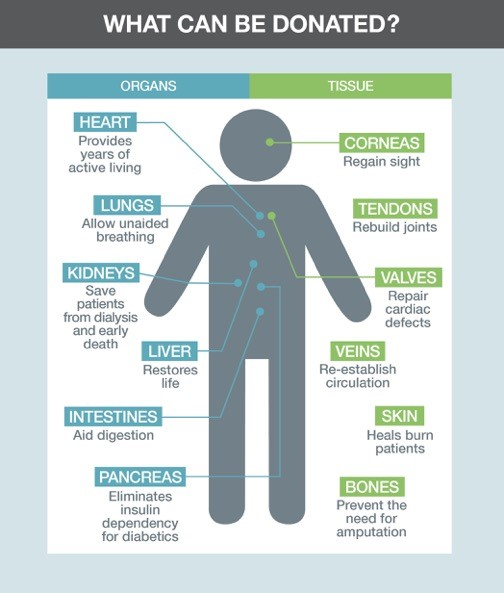 WHAT CAN BE DONATED?
ORGANS
TISSUE
HEART
Provides
years of
active living
LUNGS
Allow unaided
breathing
KIDNEYS
Save
patients
from dialysis
and early
death
LIVER
Restores
life
INTESTINES
Aid digestion
PANCREAS
Eliminates
insulin
dependency
for diabetics
CORNEAS
Regain sight
TENDONS
Rebuild joints
VALVES
Repair
cardiac
defects
VEINS
Re-establish
circulation
SKIN
Heals burn
patients
BONES
Prevent the
need for
amputation